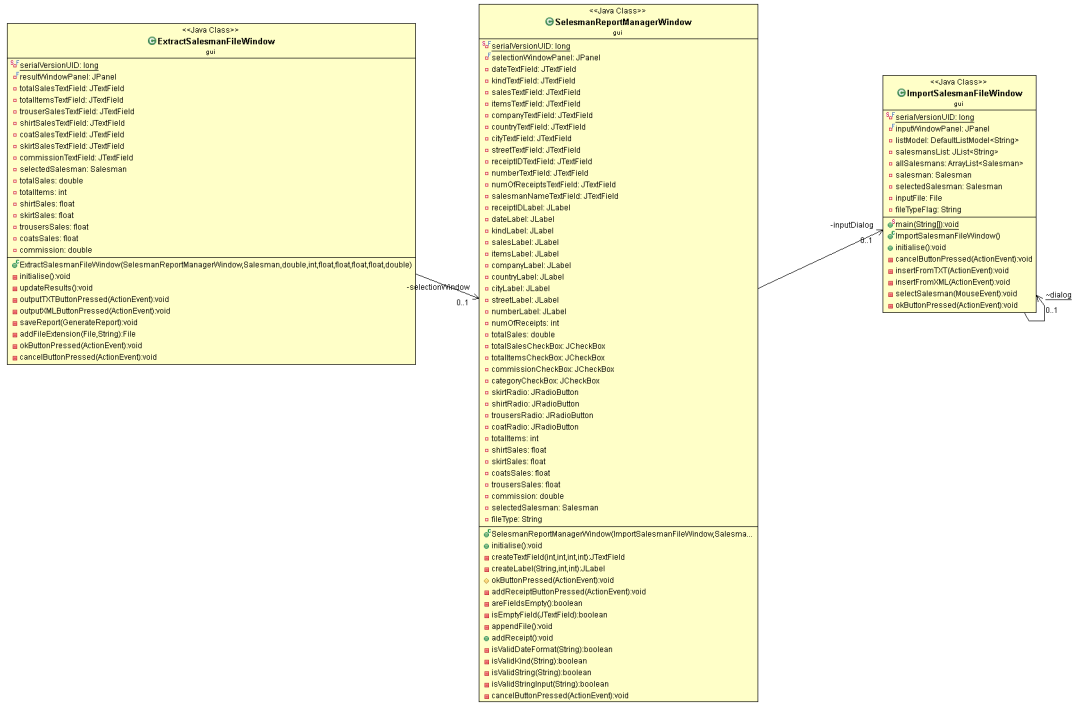 <<Java Class>>
ExtractSalesmanFileWindow
gui
serialVersionUID: long
resultWindowPanel: JPanel
totalSalesTextField: JTextField
totalItemsTextField: JTextField
trouserSalesTextField: JTextField
shirtSalesTextField: JTextField
coatSalesTextField: JTextField
skirtSalesTextField: JTextField
commissionTextField: JTextField
selectedSalesman: Salesman
totalSales: double
totalItems: int
shirtSales: float
skirtSales: float
trousersSales: float
coatsSales: float
commission: double
ExtractSalesmanFileWindow(SelesmanReportManagerWindow,Salesman,double,int,float,float,float,float,double)
initialise():void
updateResults():void
outputTXTButtonPressed(ActionEvent):void
outputXMLButtonPressed(ActionEvent):void
saveReport(GenerateReport):void
addFileExtension(File,String):File
okButtonPressed(ActionEvent):void
cancelButtonPressed(ActionEvent):void
-selectionWindow
0..1
<<Java Class>>
SelesmanReportManagerWindow
gui
serialVersionUID: long
selectionWindowPanel: JPanel
dateTextField: JTextField
kindTextField: JTextField
salesTextField: JTextField
itemsTextField: JTextField
companyTextField: JTextField
countryTextField: JTextField
cityTextField: JTextField
streetTextField: JTextField
receiptIDTextField: JTextField
numberTextField: JTextField
numOfReceiptsTextField: JTextField
salesmanNameTextField: JTextField
receiptIDLabel: JLabel
dateLabel: JLabel
kindLabel: JLabel
salesLabel: JLabel
itemsLabel: JLabel
companyLabel: JLabel
countryLabel: JLabel
cityLabel: JLabel
streetLabel: JLabel
numberLabel: JLabel
numOfReceipts: int
totalSales: double
totalSalesCheckBox: JCheckBox
totalItemsCheckBox: JCheckBox
commissionCheckBox: JCheckBox
categoryCheckBox: JCheckBox
skirtRadio: JRadioButton
shirtRadio: JRadioButton
trousersRadio: JRadioButton
coatRadio: JRadioButton
totalItems: int
shirtSales: float
skirtSales: float
coatsSales: float
trousersSales: float
commission: double
selectedSalesman: Salesman
fileType: String
SelesmanReportManagerWindow(ImportSalesmanFileWindow,Salesma...
initialise():void
createTextField(int,int,int,int):JTextField
createLabel(String,int,int):JLabel
okButtonPressed(ActionEvent):void
addReceiptButtonPressed(ActionEvent):void
areFieldsEmpty():boolean
isEmptyField(JTextField):boolean
appendFile():void
addReceipt():void
isValidDateFormat(String):boolean
isValidKind(String):boolean
isValidString(String):boolean
isValidStringInput(String):boolean
cancelButtonPressed(ActionEvent):void
-inputDialog
0..1
<<Java Class>>
ImportSalesmanFileWindow
gui
serialVersionUID: long
inputWindowPanel: JPanel
listModel: DefaultListModel<String>
salesmansList: JList<String>
allSalesmans: ArrayList<Salesman>
salesman: Salesman
selectedSalesman: Salesman
inputFile: File
fileTypeFlag: String
main(String[]):void
ImportSalesmanFileWindow()
initialise():void
cancelButtonPressed(ActionEvent):void
insertFromTXT(ActionEvent):void
insertFromXML(ActionEvent):void
selectSalesman(MouseEvent):void
okButtonPressed(ActionEvent):void
~dialog
0..1